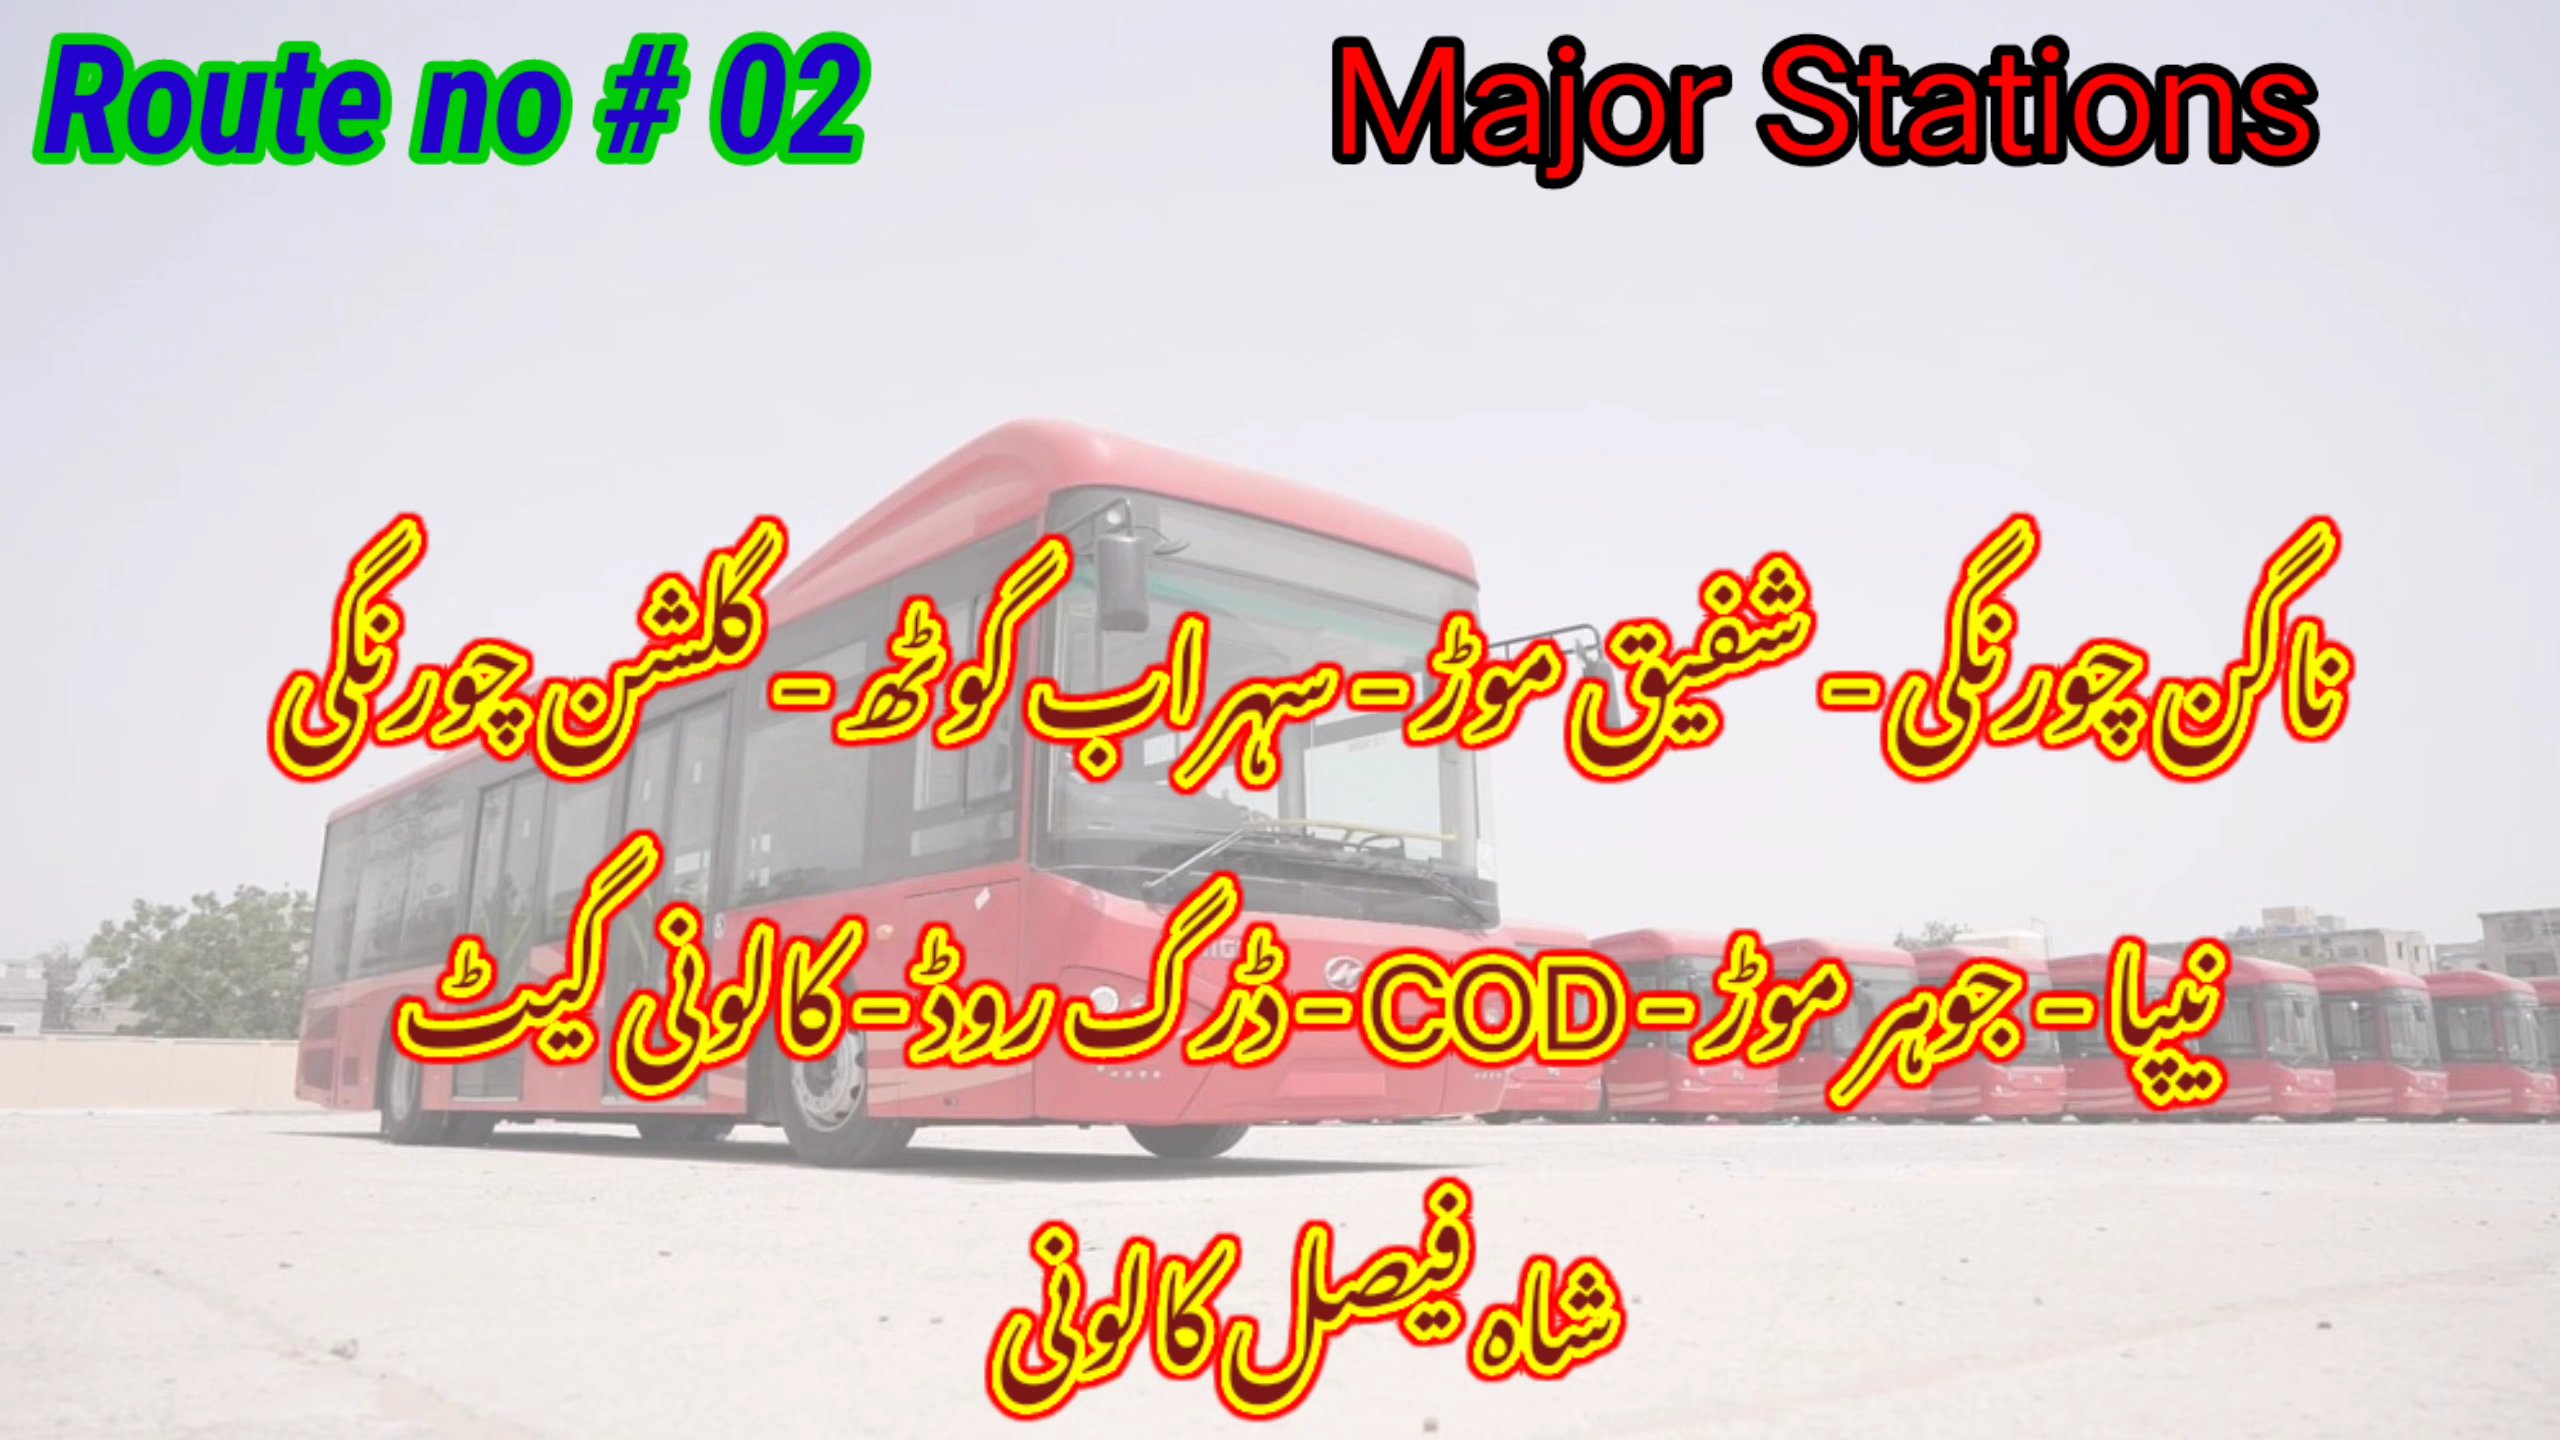 Route no # 02
Major Stations
ناگن چورنگی - شفیق موڑ - سہراب گوٹھ - گلشن چورنگی
نیپا - جوہر موڑ - COD - ڈرگ روڈ - کالونی گیٹ
شاہ فیصل کالونی